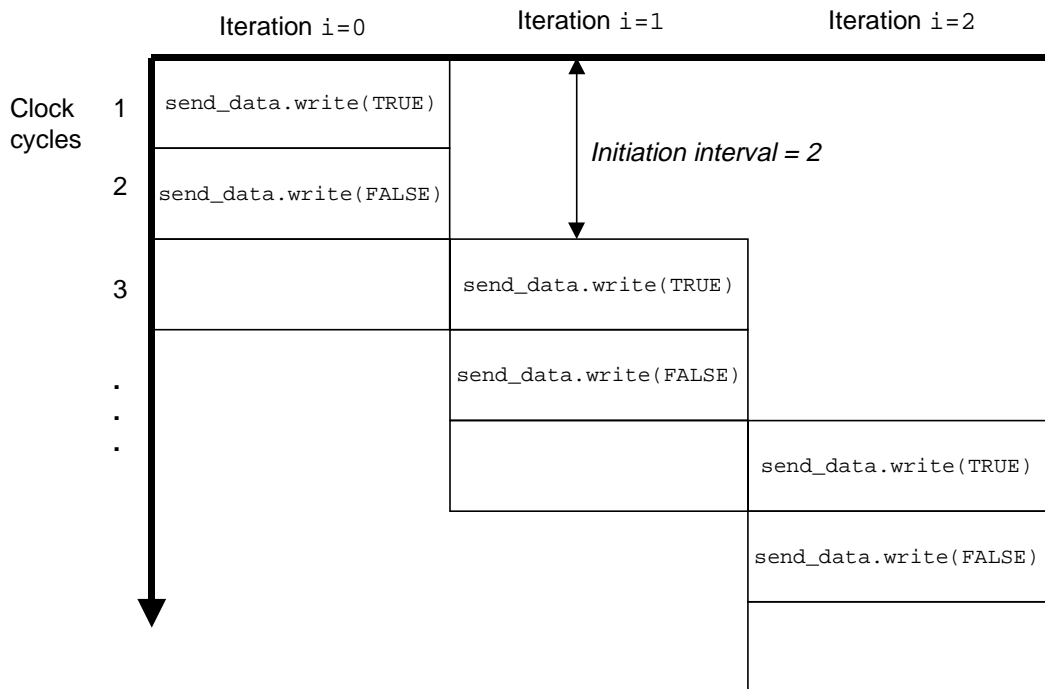 Iteration i=0
Iteration i=1
Iteration i=2
Clock
cycles
1
send_data.write(TRUE)
Initiation interval = 2
2
send_data.write(FALSE)
3
send_data.write(TRUE)
.
.
.
send_data.write(FALSE)
send_data.write(TRUE)
send_data.write(FALSE)